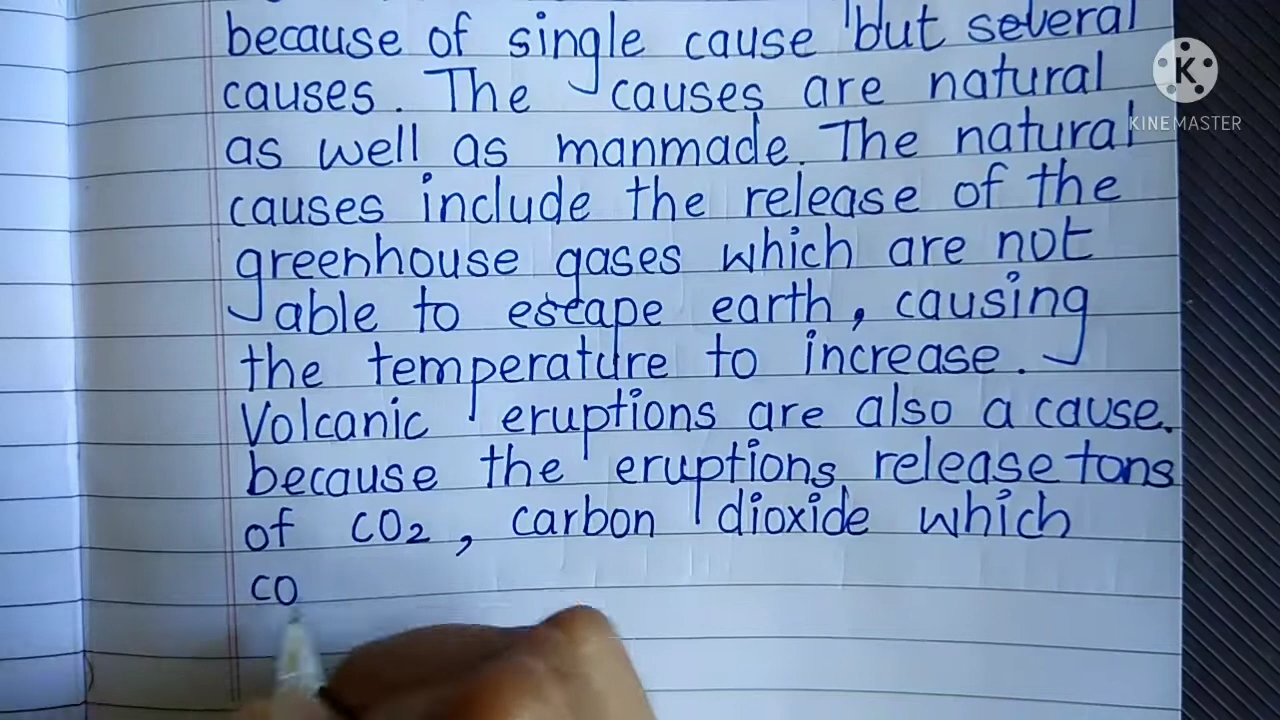 because of single cause but several
causes. The causes are natural
as well as manmade. The natural
causes include the release of the
greenhouse gases which are not
able to escape earth, causing
the temperature to increase.
Volcanic eruptions are also a cause.
because the eruptions release tons
of CO2, carbon dioxide which
co
K
KINEMASTER